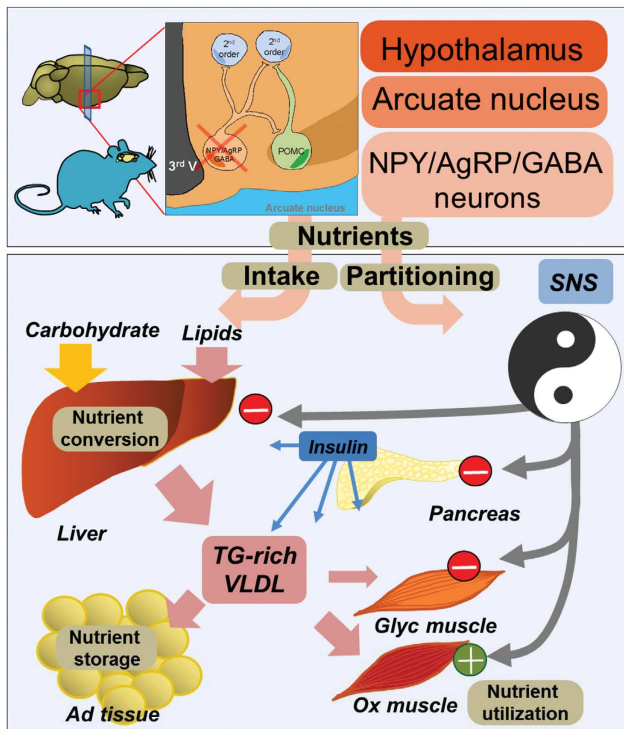 2nd
order
2nd
order
NPY/AgRP
GABA
POMC
3rd V
Arcuate nucleus
Hypothalamus
Arcuate nucleus
NPY/AgRP/GABA
neurons
Nutrients
Intake
Partitioning
SNS
Carbohydrate
Lipids
Nutrient
conversion
Insulin
Liver
Pancreas
TG-rich
VLDL
Glyc muscle
Nutrient
storage
Ad tissue
Ox muscle
Nutrient
utilization